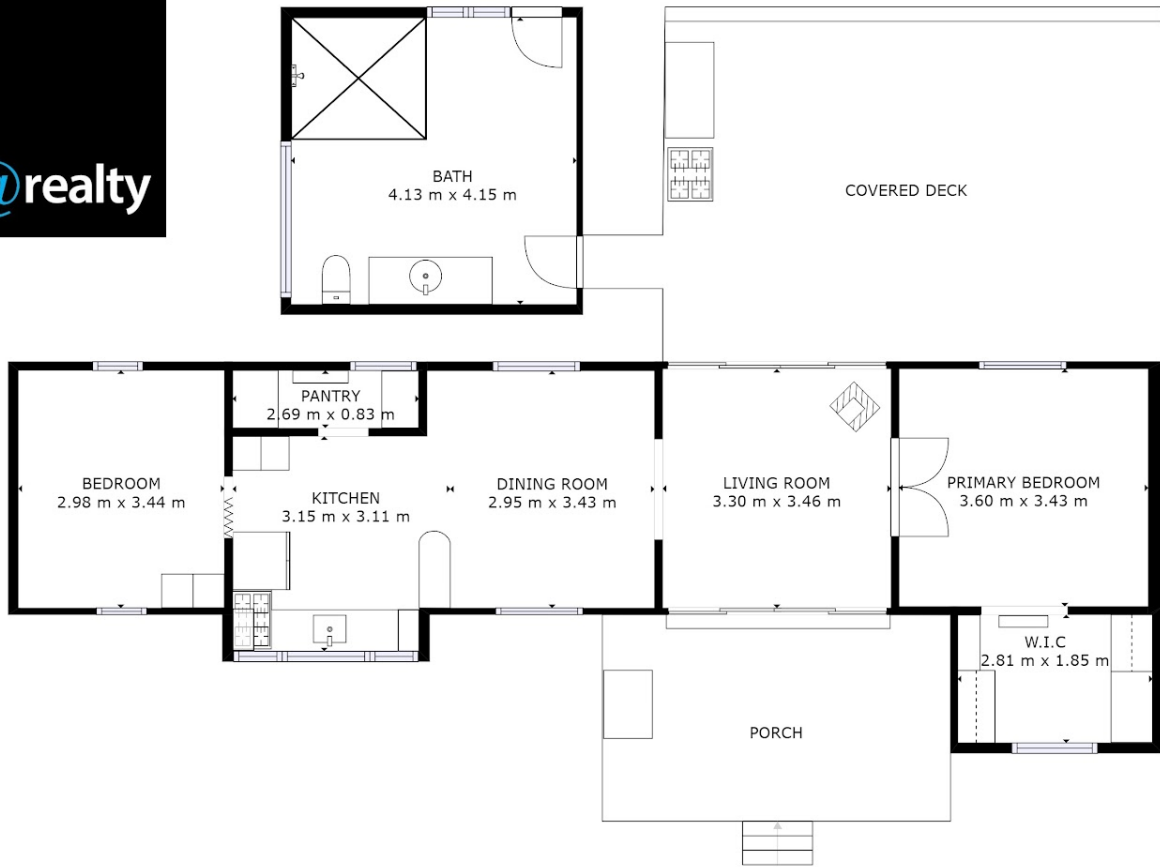 @realty
BATH
4.13 m x 4.15 m
COVERED DECK
PANTRY
2.69 m x 0.83 m
BEDROOM
2.98 m x 3.44 m
KITCHEN
3.15 m x 3.11 m
DINING ROOM
2.95 m x 3.43 m
LIVING ROOM
3.30 m x 3.46 m
PRIMARY BEDROOM
3.60 m x 3.43 m
W.I.C
2.81 m x 1.85 m
PORCH